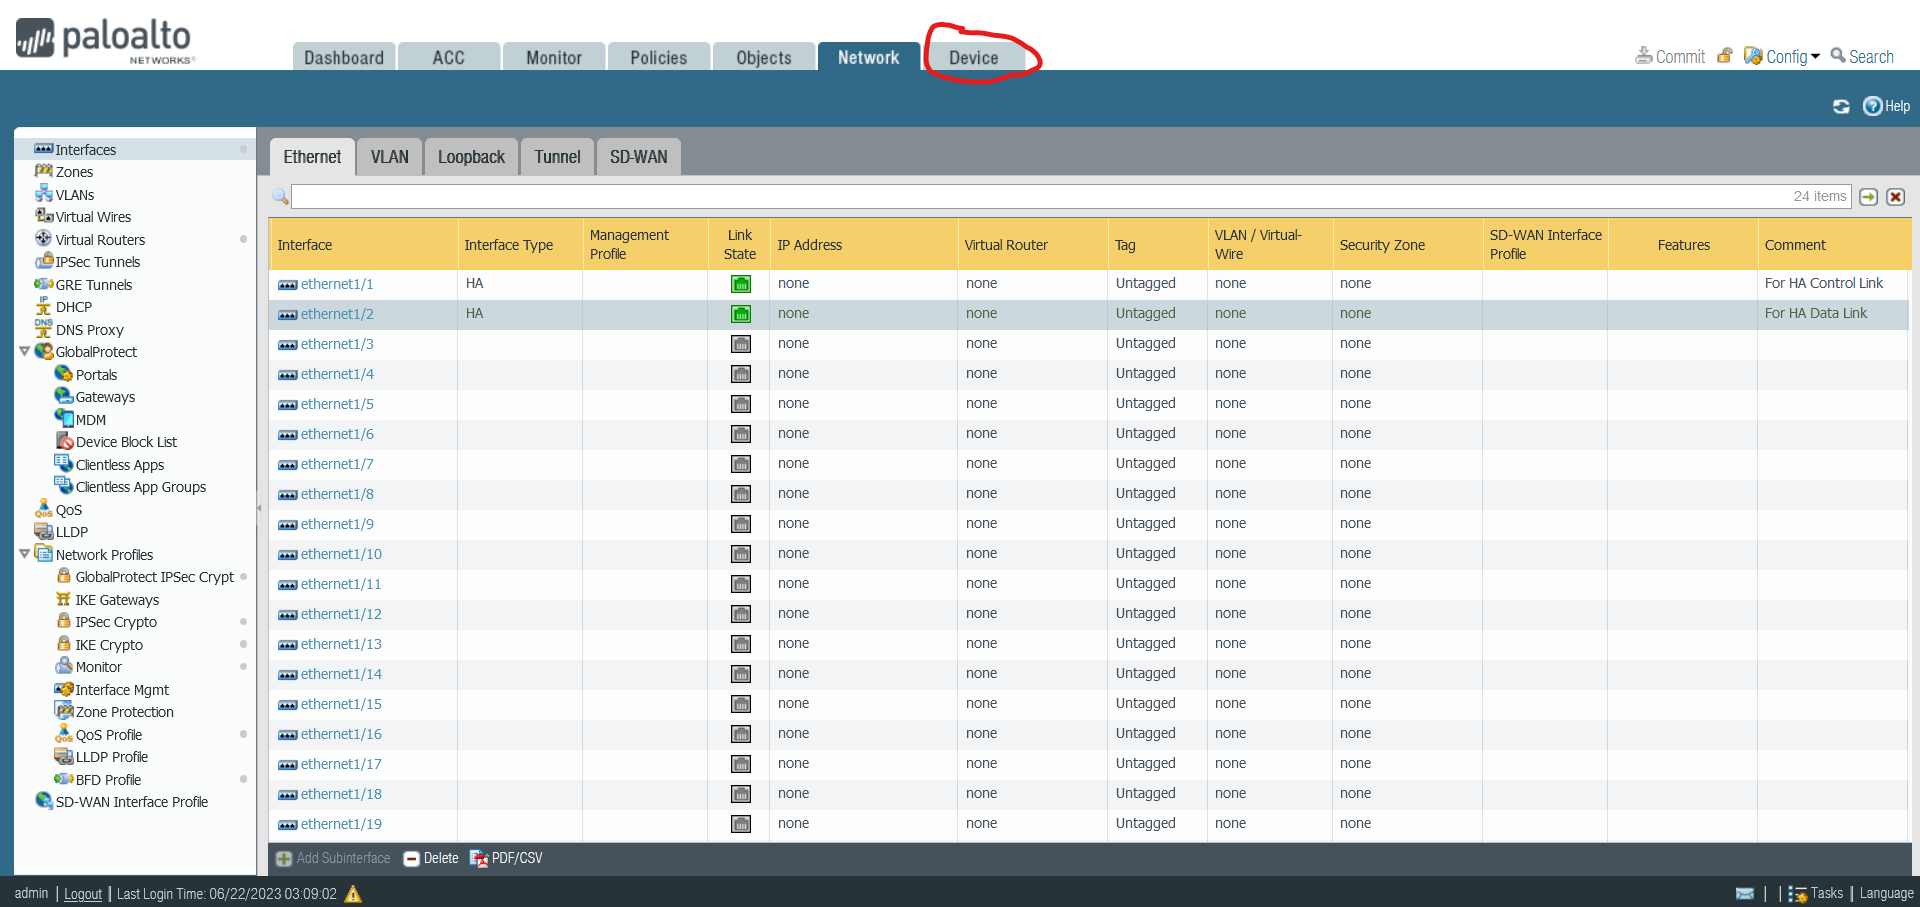 paloalto
NETWORKS®
Dashboard ACC Monitor Policies Objects Network Device
Commit Config Search
Help
Interfaces
Zones
VLANs
Virtual Wires
Virtual Routers
IPSec Tunnels
GRE Tunnels
DHCP
DNS Proxy
GlobalProtect
Portals
Gateways
MDM
Device Block List
Clientless Apps
Clientless App Groups
QoS
LLDP
Network Profiles
GlobalProtect IPSec Crypt
IKE Gateways
IPSec Crypto
IKE Crypto
Monitor
Interface Mgmt
Zone Protection
QoS Profile
LLDP Profile
BFD Profile
SD-WAN Interface Profile
Ethernet VLAN Loopback Tunnel SD-WAN
24 items
Interface Interface Type Management Profile Link State IP Address Virtual Router Tag VLAN / Virtual-Wire Security Zone SD-WAN Interface Profile Features Comment
ethernet1/1 HA none none Untagged none none For HA Control Link
ethernet1/2 HA none none Untagged none none For HA Data Link
ethernet1/3 none none Untagged none none
ethernet1/4 none none Untagged none none
ethernet1/5 none none Untagged none none
ethernet1/6 none none Untagged none none
ethernet1/7 none none Untagged none none
ethernet1/8 none none Untagged none none
ethernet1/9 none none Untagged none none
ethernet1/10 none none Untagged none none
ethernet1/11 none none Untagged none none
ethernet1/12 none none Untagged none none
ethernet1/13 none none Untagged none none
ethernet1/14 none none Untagged none none
ethernet1/15 none none Untagged none none
ethernet1/16 none none Untagged none none
ethernet1/17 none none Untagged none none
ethernet1/18 none none Untagged none none
ethernet1/19 none none Untagged none none
Add Subinterface Delete PDF/CSV
admin | Logout | Last Login Time: 06/22/2023 03:09:02
Tasks | Language